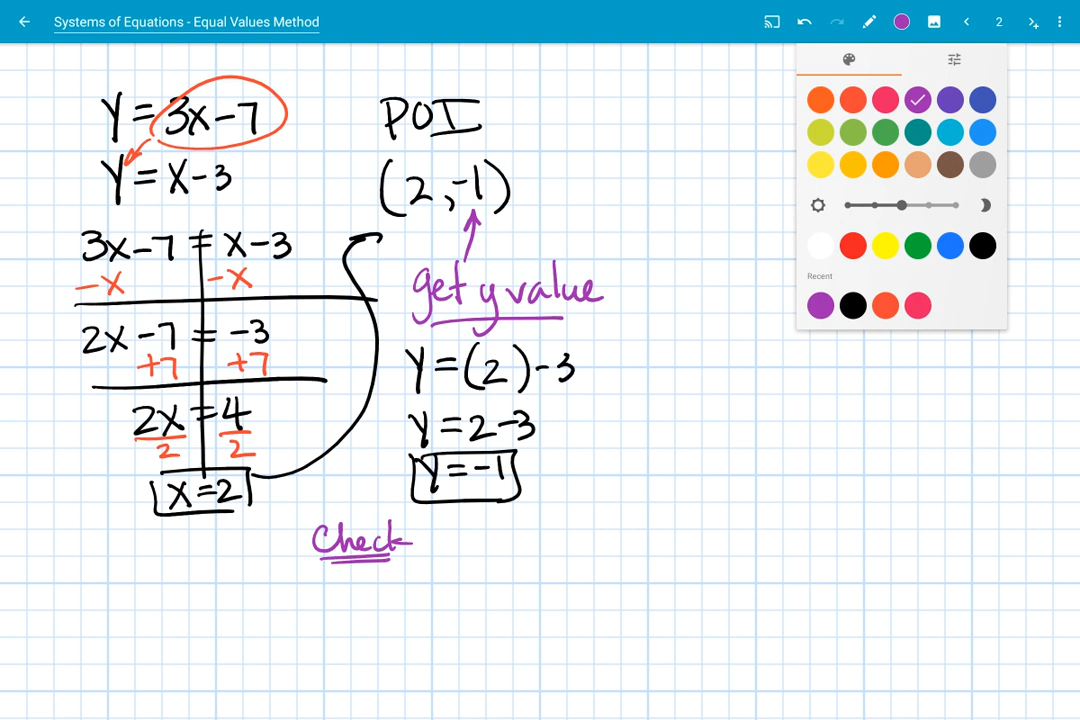 Systems of Equations - Equal Values Method
2
Recent
y = 3x - 7
y = x - 3
3x - 7 = x - 3
-x -x
2x - 7 = -3
+7 +7
2x = 4
2 2
x = 2
POI
(2, -1)
get y value
y = (2) - 3
y = 2 - 3
y = -1
Check